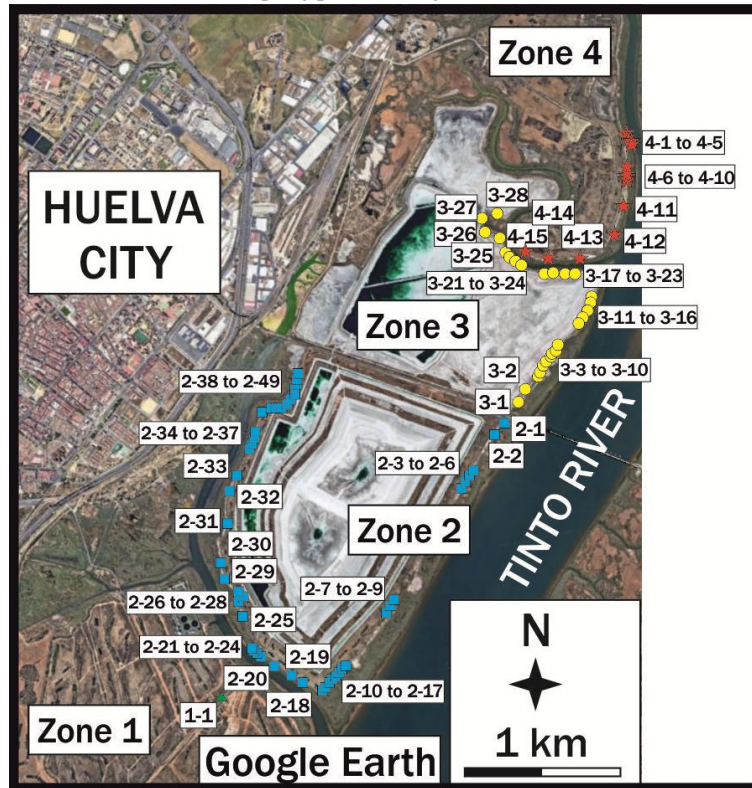 Zone 4
4-1 to 4-5
4-6 to 4-10
HUELVA
CITY
3-28
3-27
4-14
4-11
3-26
4-15
4-13
4-12
3-25
3-21 to 3-24
3-17 to 3-23
Zone 3
3-11 to 3-16
3-2
3-3 to 3-10
2-38 to 2-49
3-1
2-1
2-34 to 2-37
2-2
2-3 to 2-6
2-33
2-32
TINTO RIVER
2-31
Zone 2
2-30
2-29
2-7 to 2-9
2-26 to 2-28
2-25
N
2-21 to 2-24
2-19
2-20
2-10 to 2-17
2-18
1-1
Zone 1
1 km
Google Earth